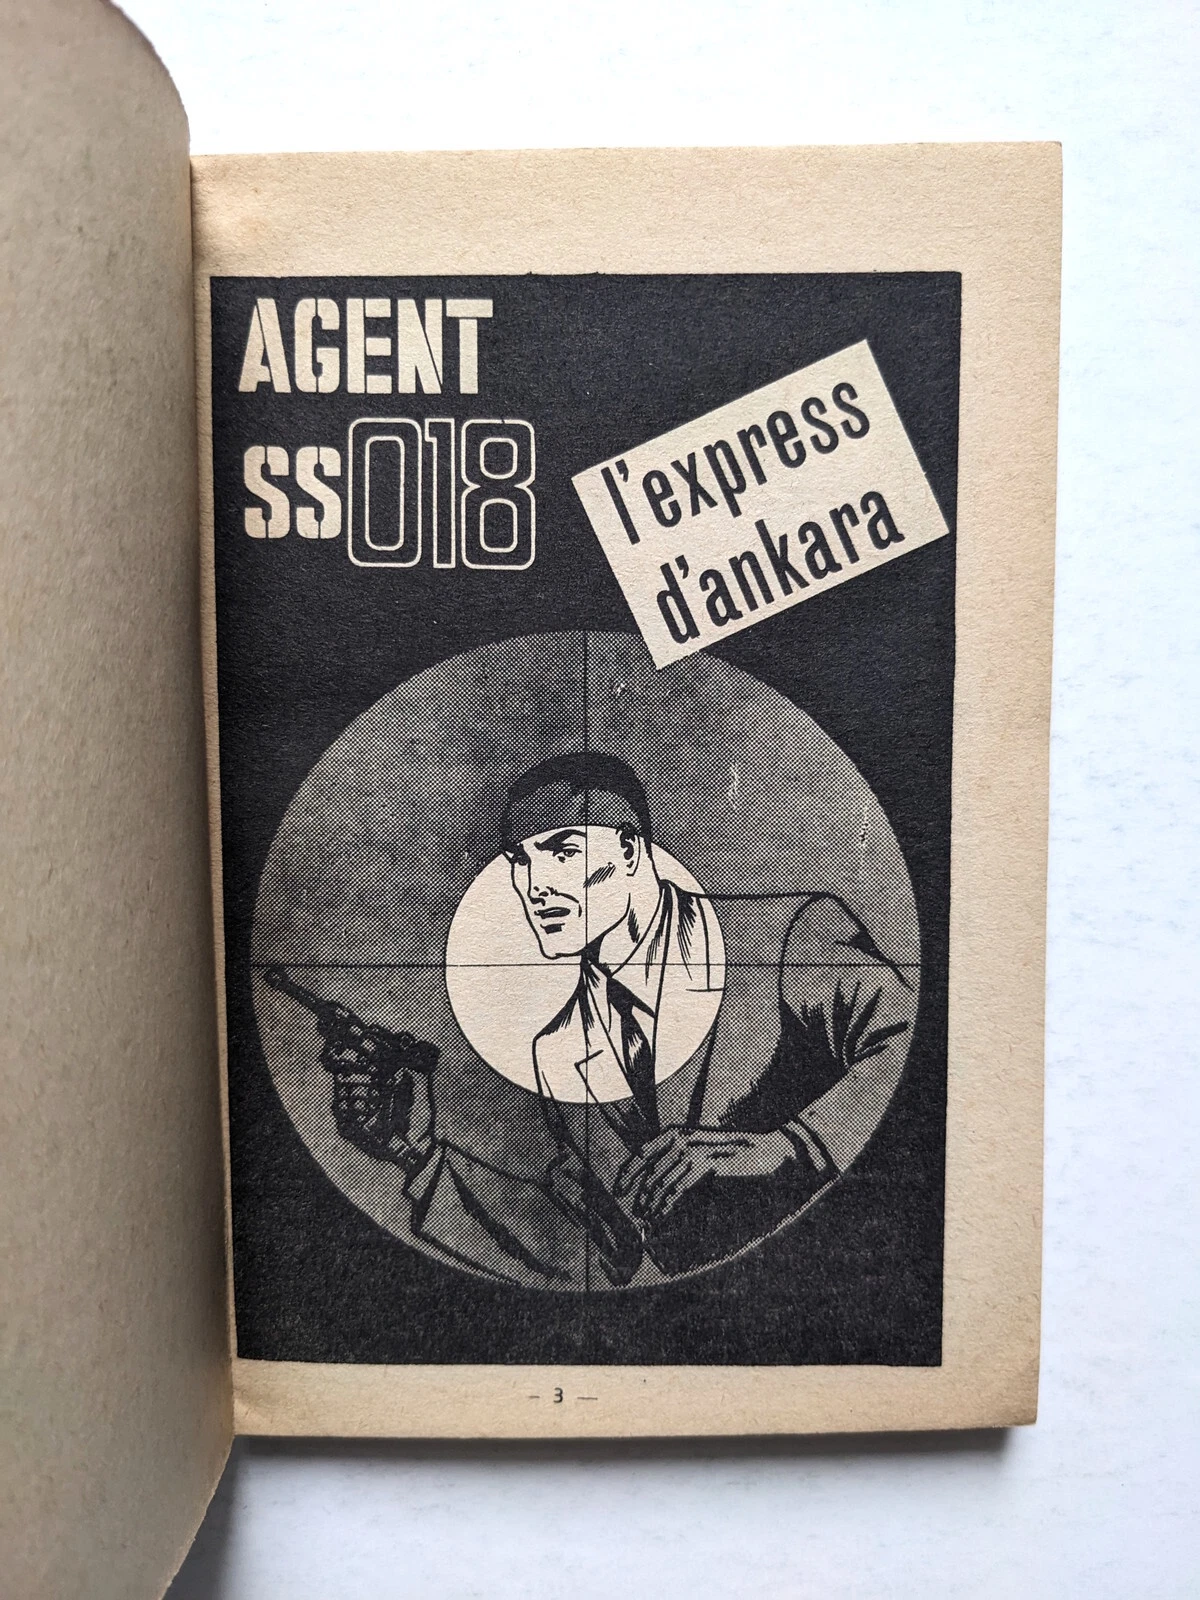 AGENT
SS018
l'express
d'ankara
– 3 —